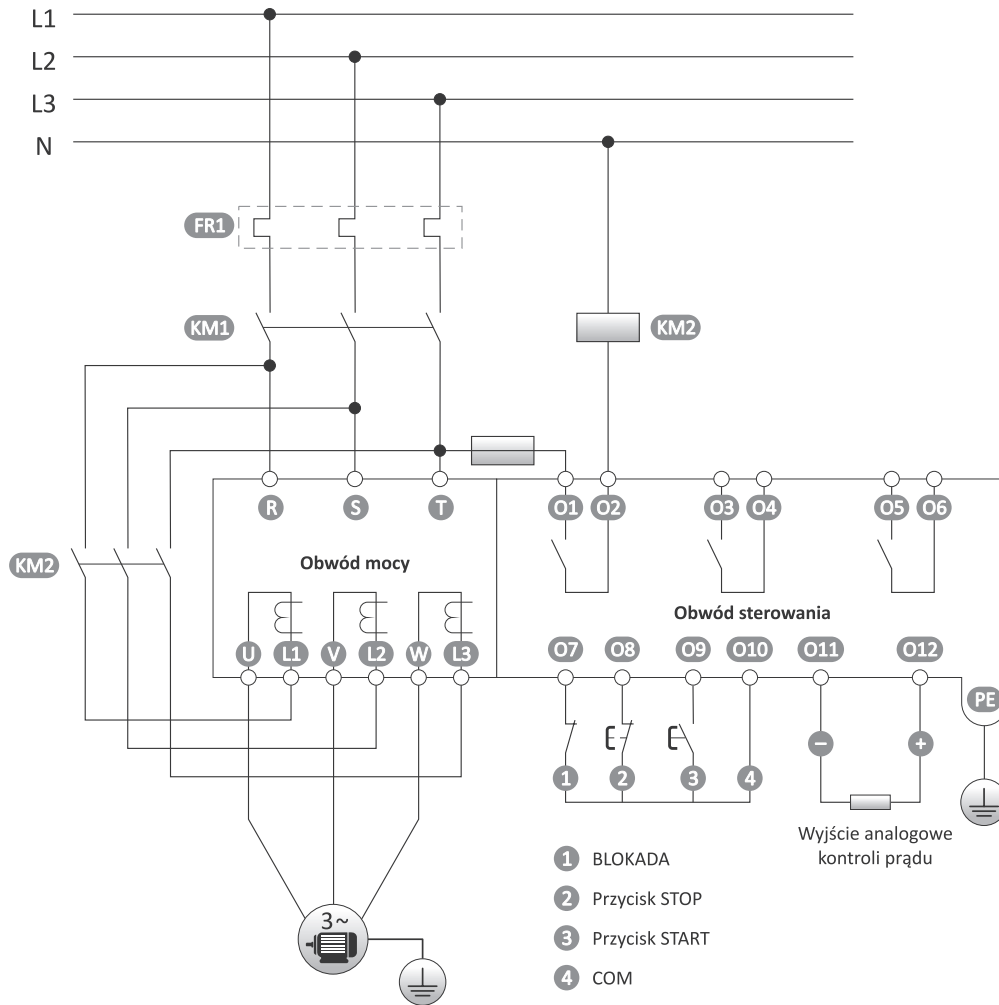 L1
L2
L3
N
FR1
KM1
KM2
R S T O1 O2 O3 O4 O5 O6
KM2
Obwód mocy
Obwód sterowania
U L1 V L2 W L3
O7 O8 O9 O10 O11 O12
PE
− +
1 2 3 4
Wyjście analogowe
kontroli prądu
1 BLOKADA
2 Przycisk STOP
3 Przycisk START
4 COM
3~